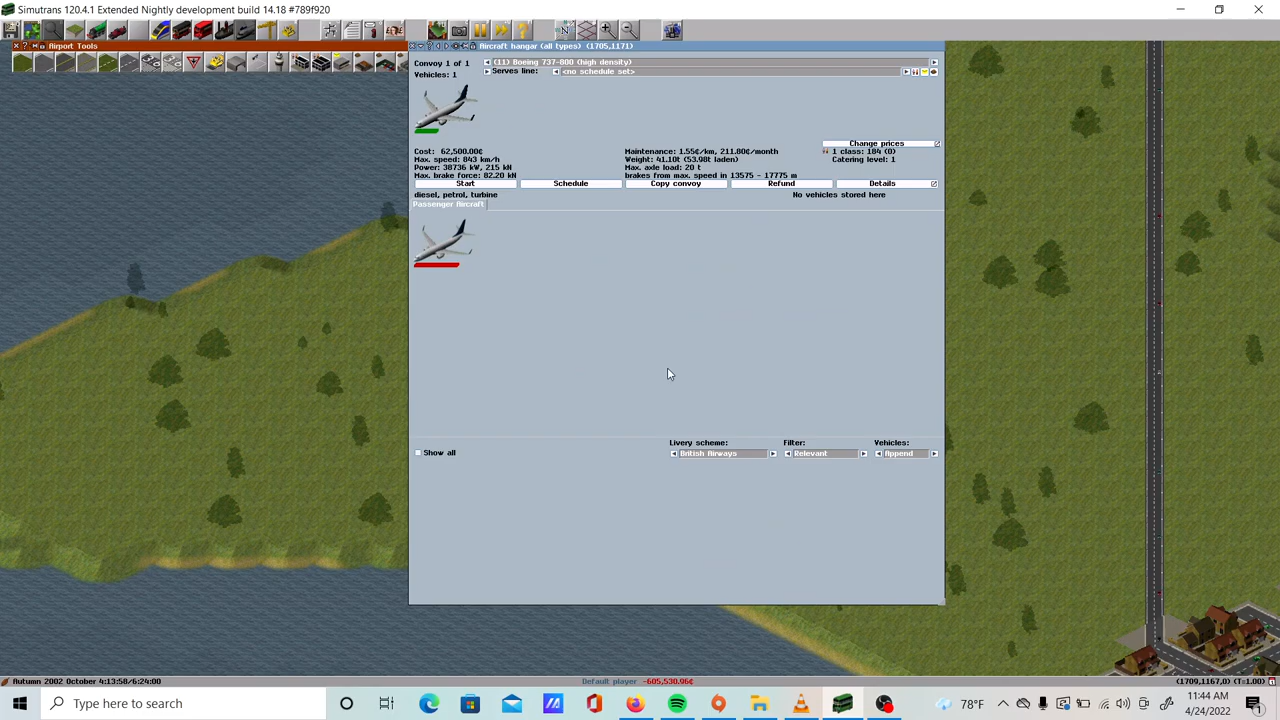 Simutrans 120.4.1 Extended Nightly development build 14.18 #789f920
Airport Tools
Aircraft hangar (all types) (1705,1171)
Convoy 1 of 1
(11) Boeing 737-800 (high density)
Vehicles: 1
Serves line:
<no schedule set>
Change prices
Cost: 62,500.00¢
Maintenance: 1.55¢/km, 211.80¢/month
1 class: 184 (0)
Max. speed: 843 km/h
Weight: 41.10t (53.98t laden)
Catering level: 1
Power: 38736 kW, 215 kN
Max. axle load: 20 t
Max. brake force: 82.20 kN
brakes from max. speed in 13575 - 17775 m
Start
Schedule
Copy convoy
Refund
Details
diesel, petrol, turbine
No vehicles stored here
Passenger Aircraft
Livery scheme:
Filter:
Vehicles:
Show all
British Airways
Relevant
Append
Autumn 2002 October 4:13:58/6:24:00
Default player -605,530.96¢
(1709,1167,0) (T=1.00)
Type here to search
78°F
11:44 AM
4/24/2022